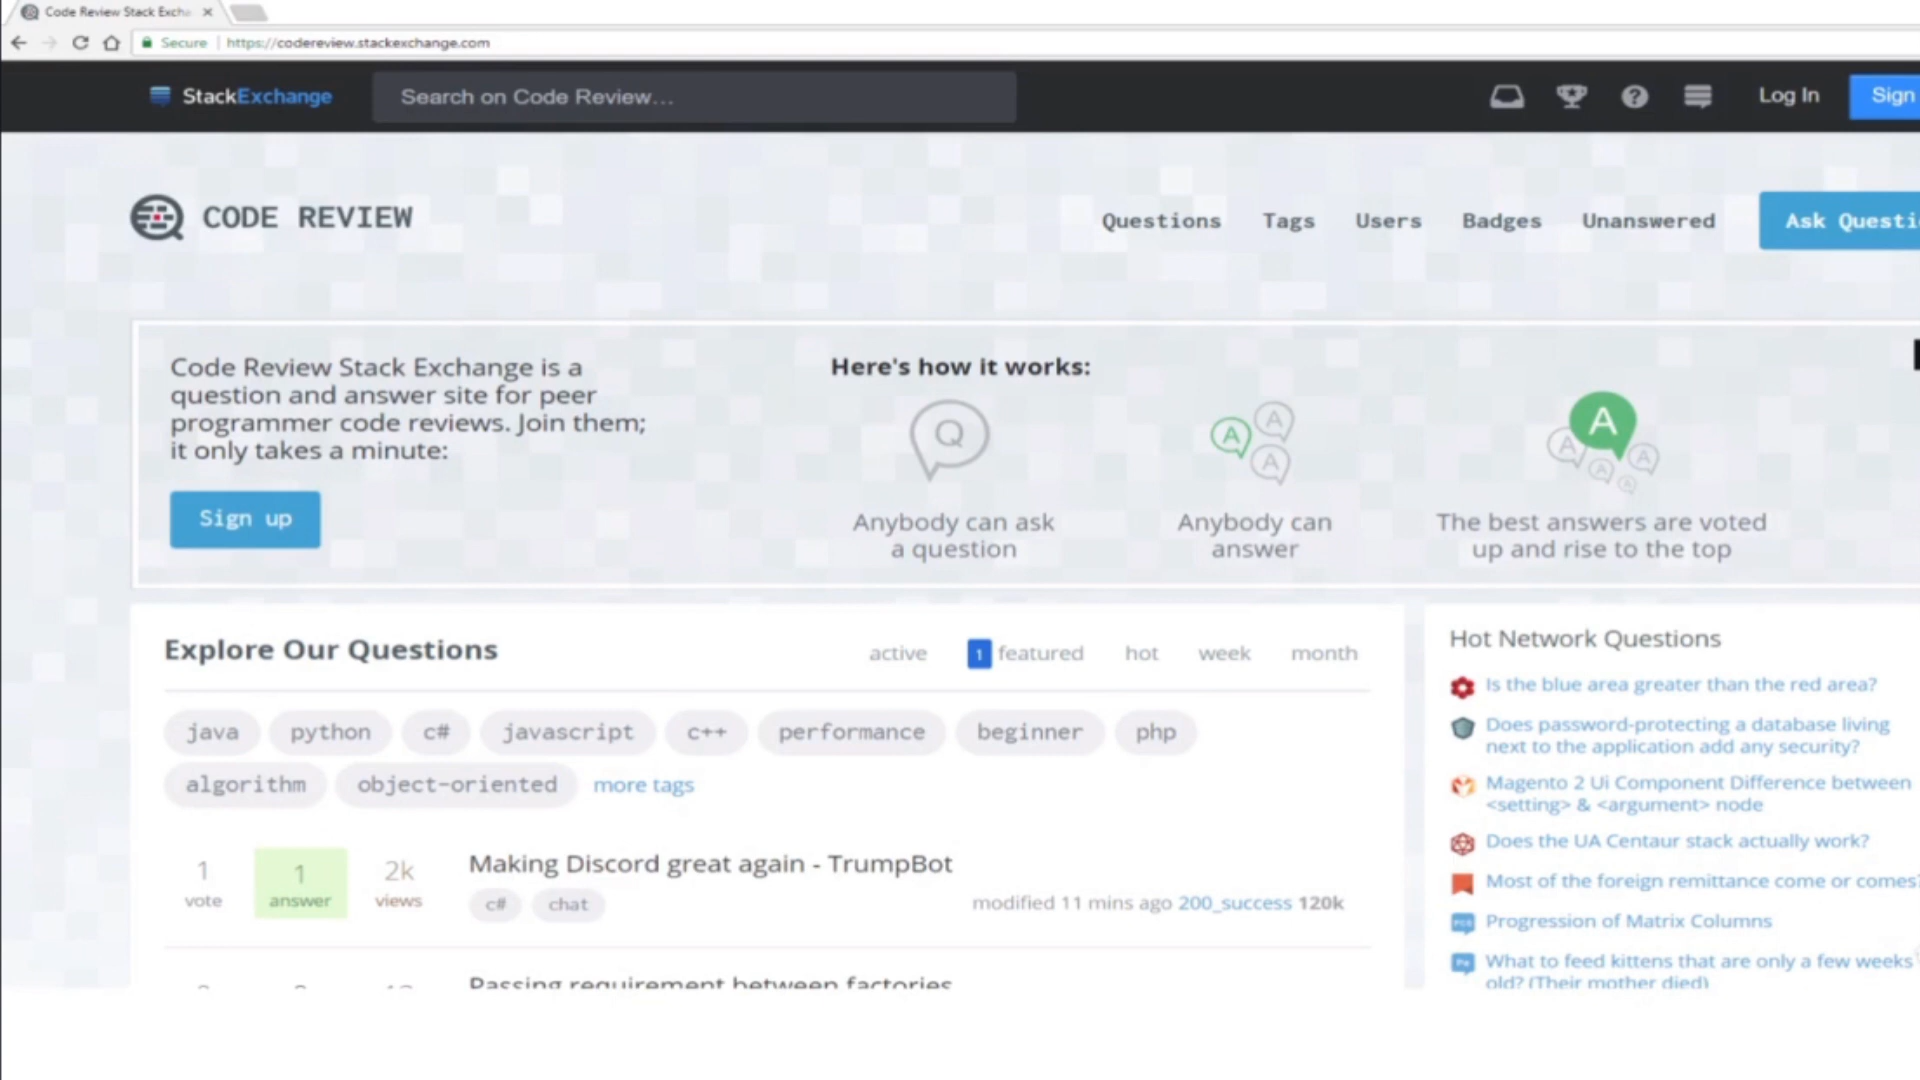 Code Review Stack Excha
Secure
https://codereview.stackexchange.com
StackExchange
Search on Code Review...
Log In
Sign
CODE REVIEW
Questions Tags Users Badges Unanswered
Ask Questi
Code Review Stack Exchange is a
question and answer site for peer
programmer code reviews. Join them;
it only takes a minute:
Sign up
Here's how it works:
Q
Anybody can ask
a question
A
A
A
Anybody can
answer
A
A
A
A
A
The best answers are voted
up and rise to the top
Explore Our Questions
active 1 featured hot week month
java python c# javascript c++ performance beginner php
algorithm object-oriented more tags
1
vote
1
answer
2k
views
Making Discord great again - TrumpBot
c# chat
modified 11 mins ago 200_success 120k
Passing requirement between factories
Hot Network Questions
Is the blue area greater than the red area?
Does password-protecting a database living
next to the application add any security?
Magento 2 Ui Component Difference between
<setting> & <argument> node
Does the UA Centaur stack actually work?
Most of the foreign remittance come or comes?
Progression of Matrix Columns
What to feed kittens that are only a few weeks
old? (Their mother died)